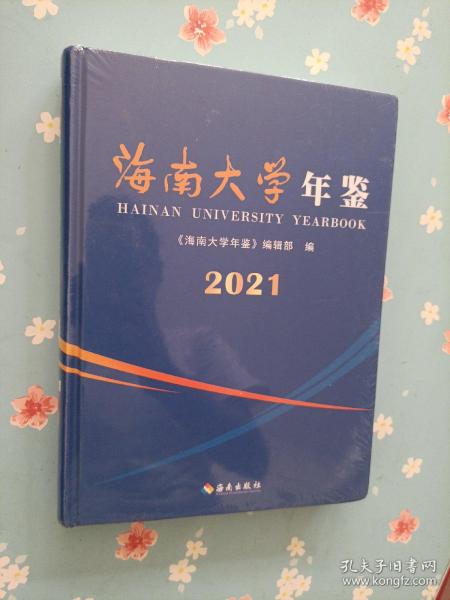 海南大学年鉴
HAINAN UNIVERSITY YEARBOOK
《海南大学年鉴》编辑部 编
2021
海南出版社
孔夫子旧书网
www.kongfz.com